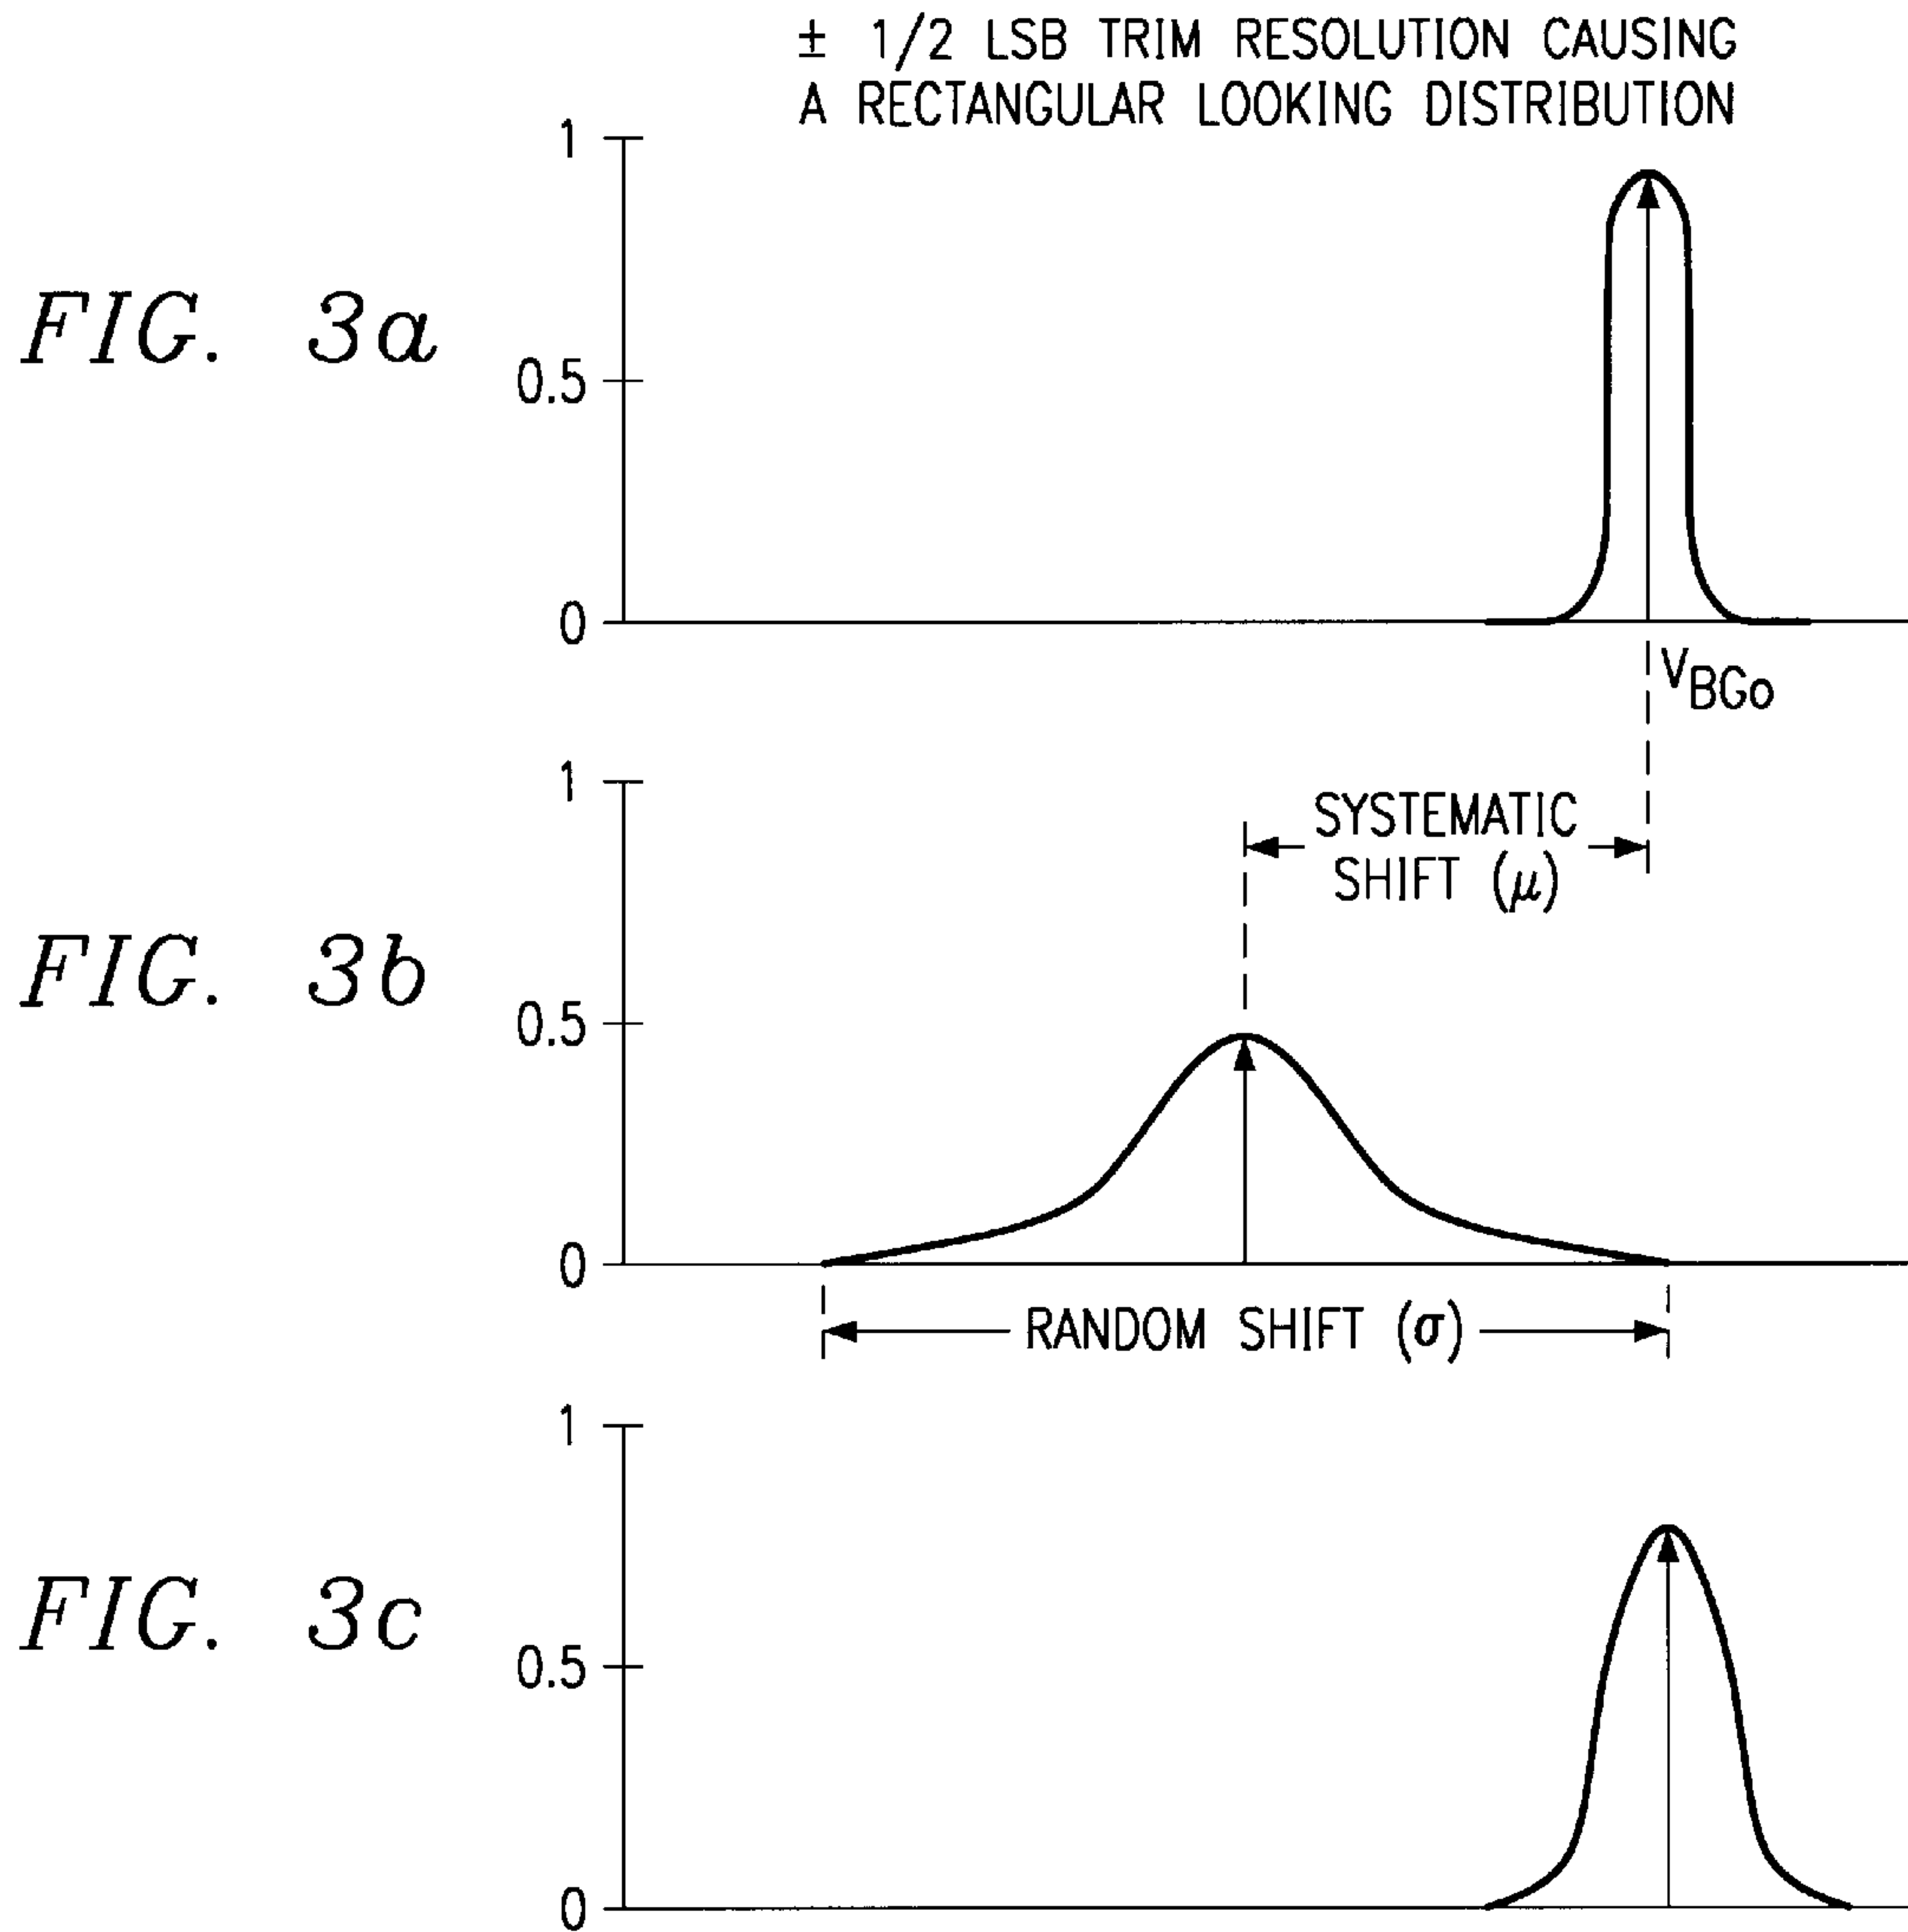 ± 1/2 LSB TRIM RESOLUTION CAUSING
A RECTANGULAR LOOKING DISTRIBUTION
1
FIG. 3a
0.5
0
VBGo
1
SYSTEMATIC
SHIFT (μ)
FIG. 3b
0.5
0
RANDOM SHIFT (σ)
1
FIG. 3c
0.5
0